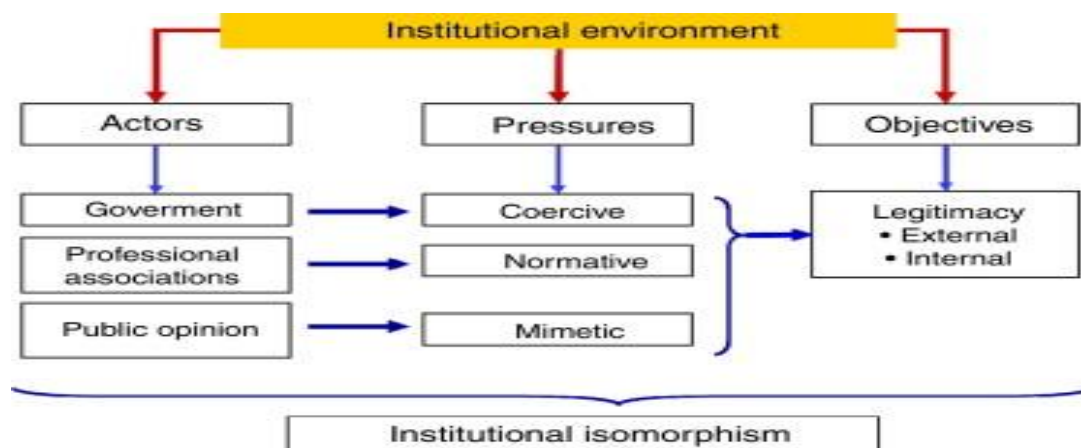 Institutional environment
Actors
Pressures
Objectives
Goverment
Coercive
Legitimacy
• External
• Internal
Professional
associations
Normative
Public opinion
Mimetic
Institutional isomorphism